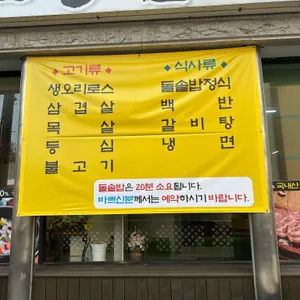 ◆고기류◆
생오리로스
삼겹살
목살
등심
불고기
◆식사류◆
돌솥밥정식
백반
갈비탕
냉면
돌솥밥은 20분 소요됩니다.
바쁘신분께서는 예약하시기 바랍니다.
국내산